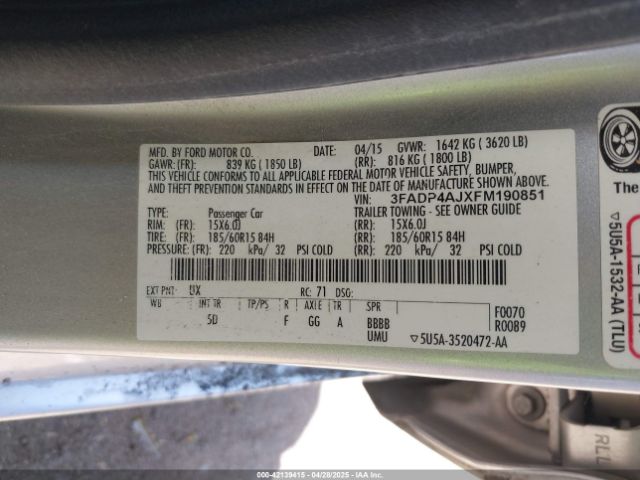 MFD. BY FORD MOTOR CO. DATE: 04/15 GVWR: 1642 KG ( 3620 LB)
GAWR: (FR): 839 KG ( 1850 LB) (RR): 816 KG ( 1800 LB)
THIS VEHICLE CONFORMS TO ALL APPLICABLE FEDERAL MOTOR VEHICLE SAFETY, BUMPER,
AND THEFT PREVENTION STANDARDS IN EFFECT ON THE DATE OF MANUFACTURE SHOWN ABOVE.
VIN: 3FADP4AJXFM190851
TYPE: Passenger Car TRAILER TOWING - SEE OWNER GUIDE
RIM: (FR): 15X6.0J (RR): 15X6.0J
TIRE: (FR): 185/60R15 84H (RR): 185/60R15 84H
PRESSURE: (FR): 220 kPa/ 32 PSI COLD (RR): 220 kPa/ 32 PSI COLD
EXT PNT: UX RC: 71 DSO:
WB INT TR TP/PS R AXLE TR SPR
5D F GG A BBBB
UMU
F0070
R0089
▽5U5A-3520472-AA
The
▽5U5A-1532-AA (TLU)
000-42139415 - 04/28/2025 - IAAI.COM